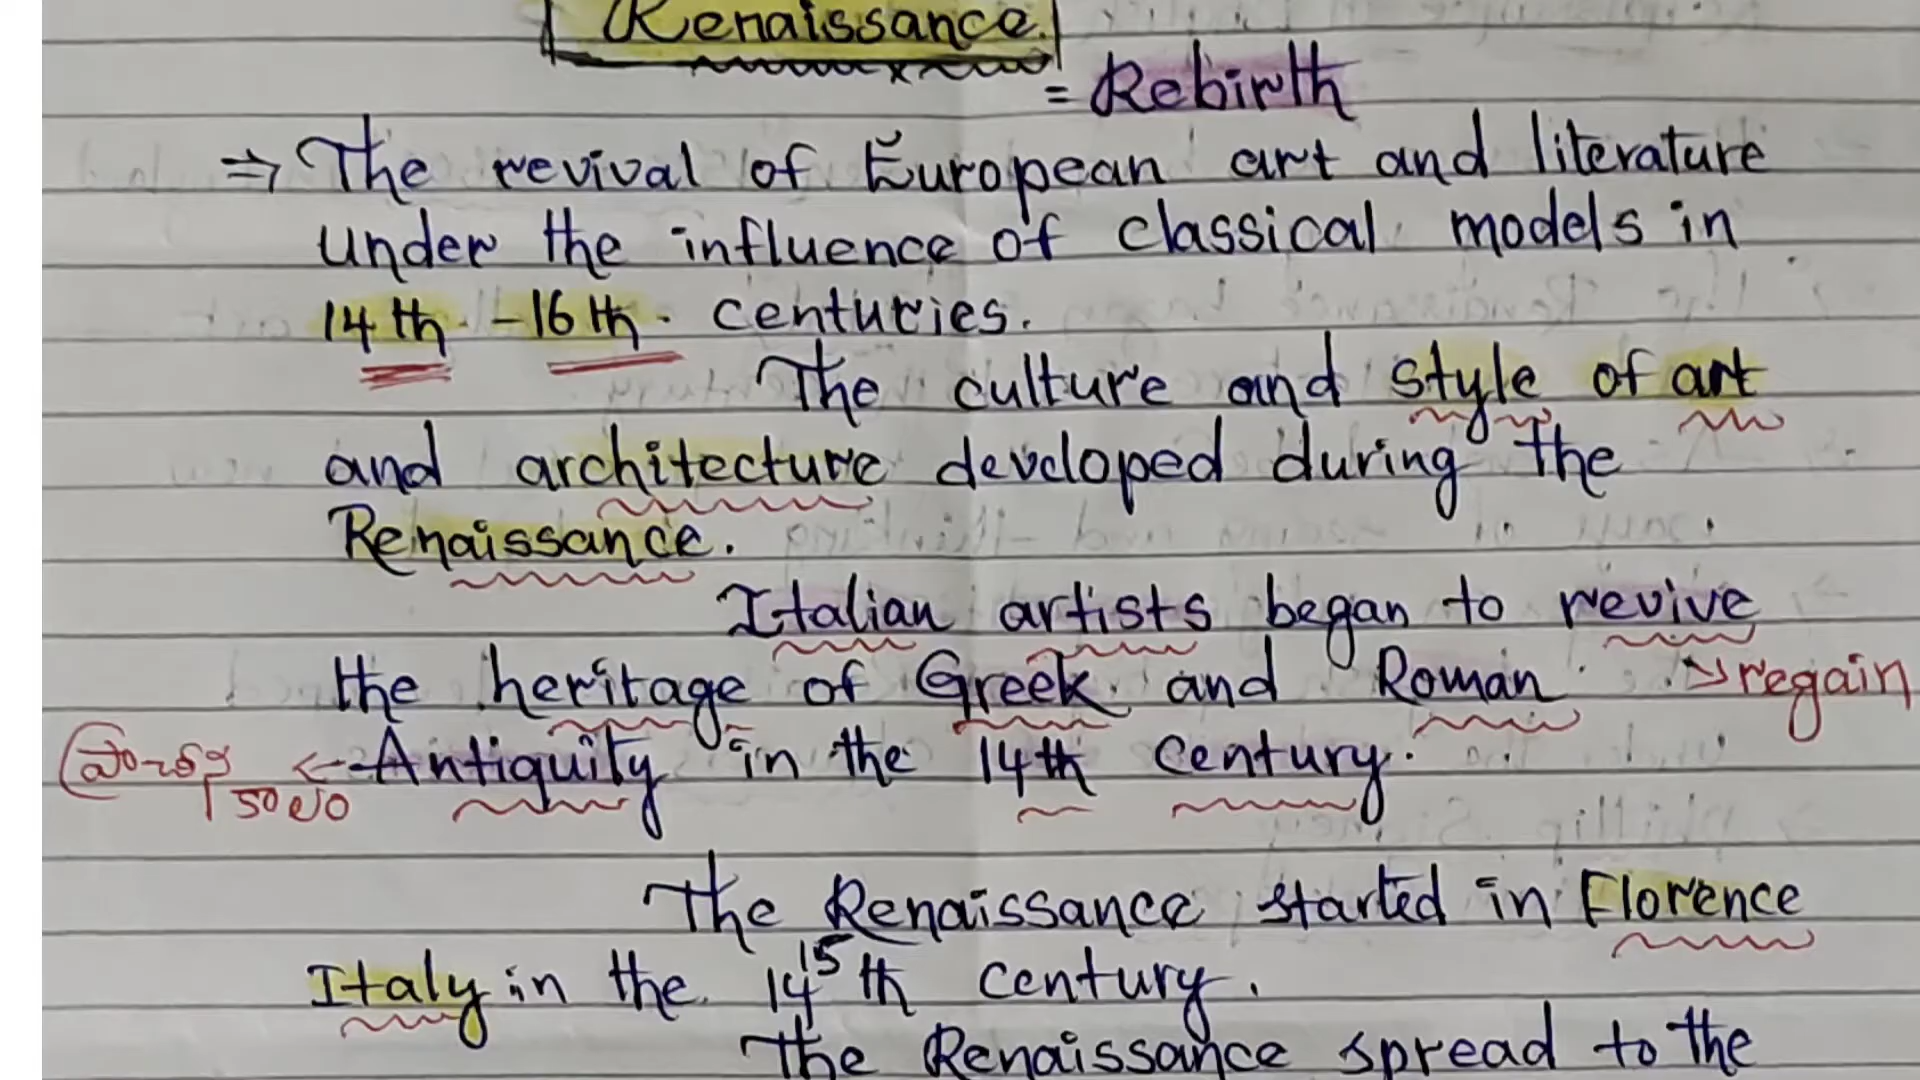 Renaissance.
= Rebirth
⇒ The revival of European art and literature
under the influence of classical models in
14th - 16th centuries.
The culture and style of art
and architecture developed during the
Renaissance.
Italian artists began to revive
the heritage of Greek and Roman → regain
← Antiquity in the 14th century.
The Renaissance started in Florence
Italy in the 14 15 th century.
The Renaissance spread to the